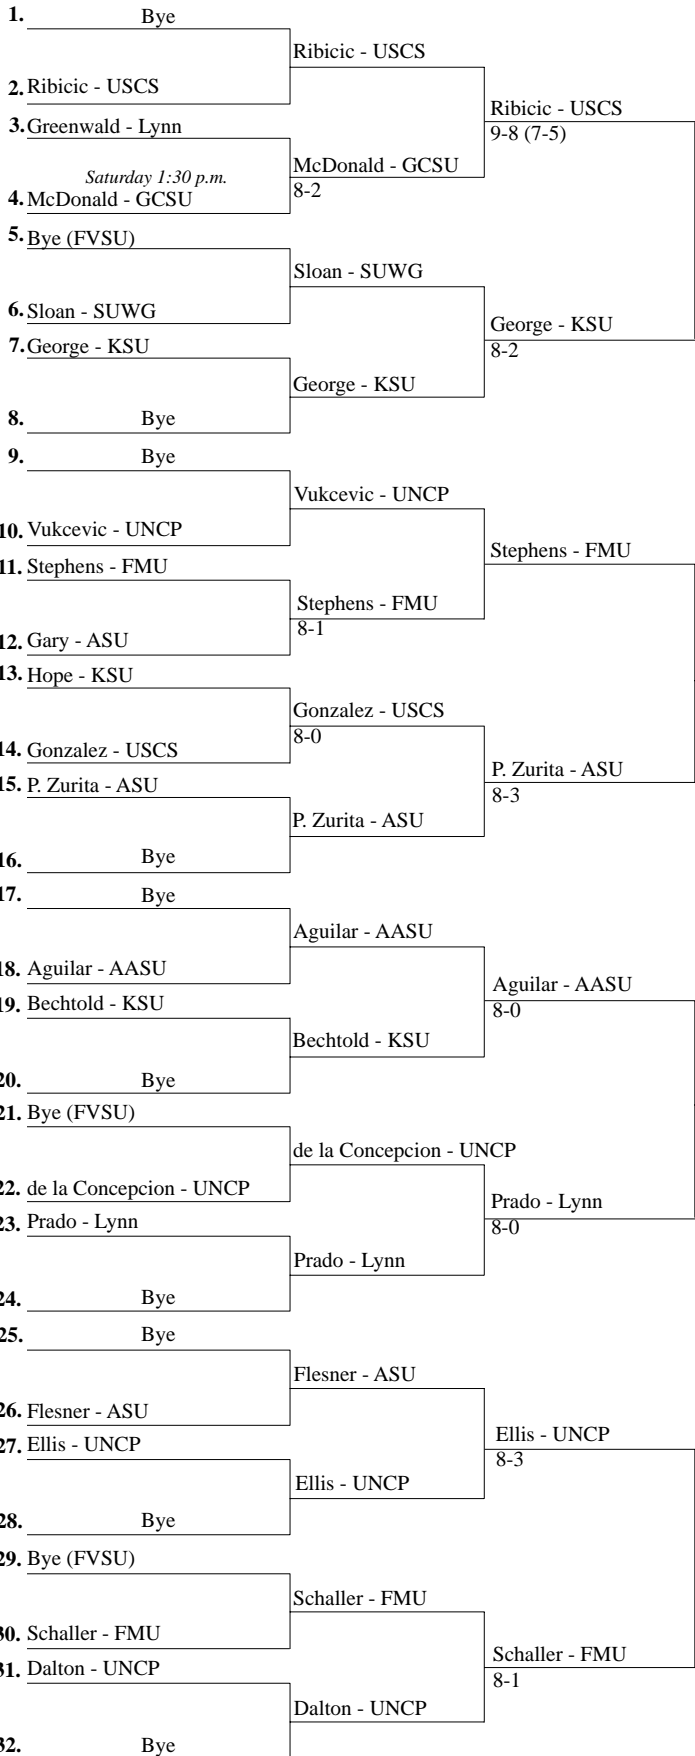 1. Bye
Ribicic - USCS
2. Ribicic - USCS
Ribicic - USCS
9-8 (7-5)
3. Greenwald - Lynn
McDonald - GCSU
8-2
Saturday 1:30 p.m.
4. McDonald - GCSU
5. Bye (FVSU)
Sloan - SUWG
6. Sloan - SUWG
George - KSU
8-2
7. George - KSU
George - KSU
8. Bye
9. Bye
Vukcevic - UNCP
10. Vukcevic - UNCP
Stephens - FMU
11. Stephens - FMU
Stephens - FMU
8-1
12. Gary - ASU
13. Hope - KSU
Gonzalez - USCS
8-0
14. Gonzalez - USCS
P. Zurita - ASU
8-3
15. P. Zurita - ASU
P. Zurita - ASU
16. Bye
17. Bye
Aguilar - AASU
18. Aguilar - AASU
Aguilar - AASU
8-0
19. Bechtold - KSU
Bechtold - KSU
20. Bye
21. Bye (FVSU)
de la Concepcion - UNCP
22. de la Concepcion - UNCP
Prado - Lynn
8-0
23. Prado - Lynn
Prado - Lynn
24. Bye
25. Bye
Flesner - ASU
26. Flesner - ASU
Ellis - UNCP
8-3
27. Ellis - UNCP
Ellis - UNCP
28. Bye
29. Bye (FVSU)
Schaller - FMU
30. Schaller - FMU
Schaller - FMU
8-1
31. Dalton - UNCP
Dalton - UNCP
32. Bye